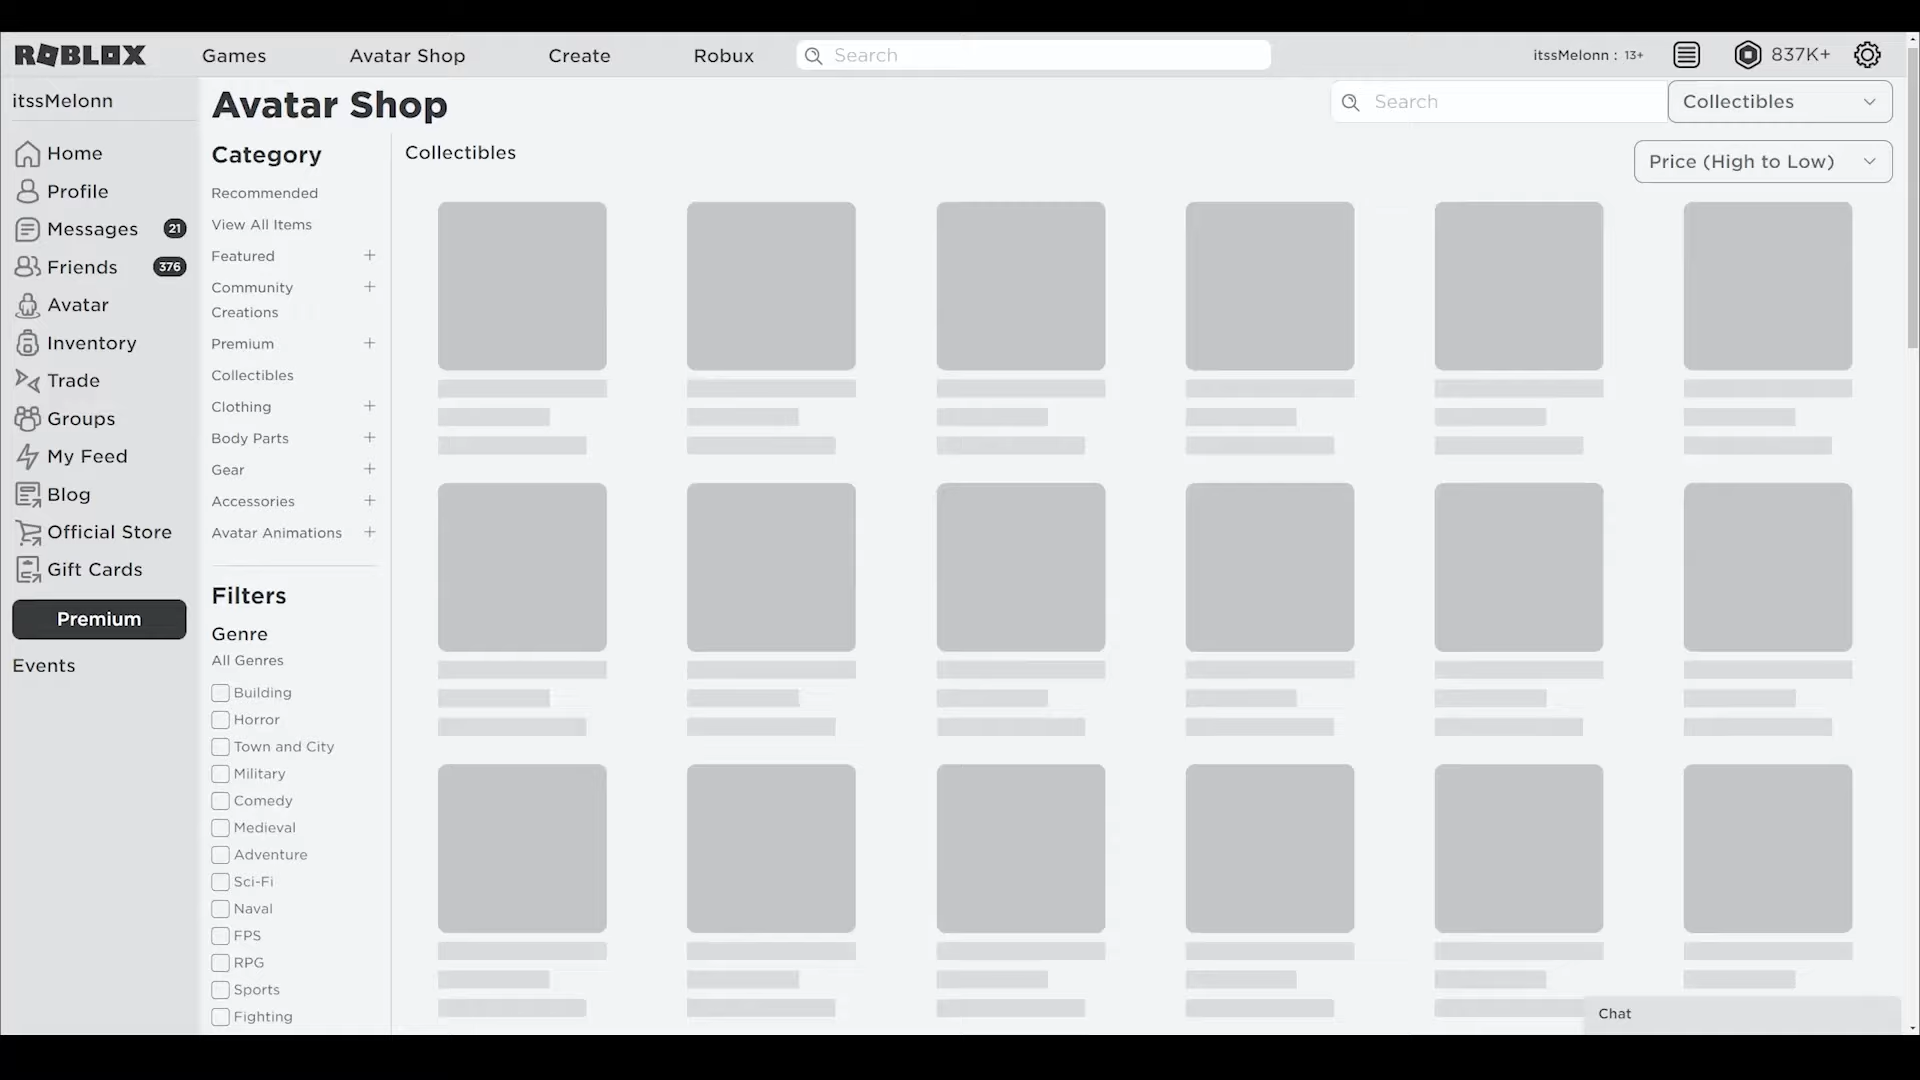 ROBLOX
Games
Avatar Shop
Create
Robux
Search
itssMelonn : 13+
837K+
itssMelonn
Home
Profile
Messages 21
Friends 376
Avatar
Inventory
Trade
Groups
My Feed
Blog
Official Store
Gift Cards
Premium
Events
Avatar Shop
Search
Collectibles
Category
Recommended
View All Items
Featured +
Community +
Creations
Premium +
Collectibles
Clothing +
Body Parts +
Gear +
Accessories +
Avatar Animations +
Filters
Genre
All Genres
Building
Horror
Town and City
Military
Comedy
Medieval
Adventure
Sci-Fi
Naval
FPS
RPG
Sports
Fighting
Collectibles
Price (High to Low)
Chat